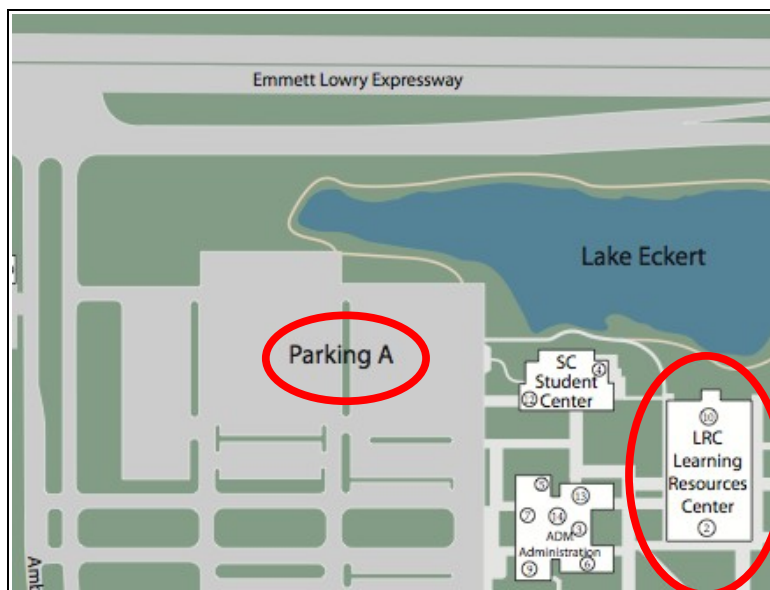 Emmett Lowry Expressway
Lake Eckert
Parking A
SC
Student
Center
4
12
10
LRC
Learning
Resources
Center
2
5
13
7
14
3
ADM
Administration
9
6